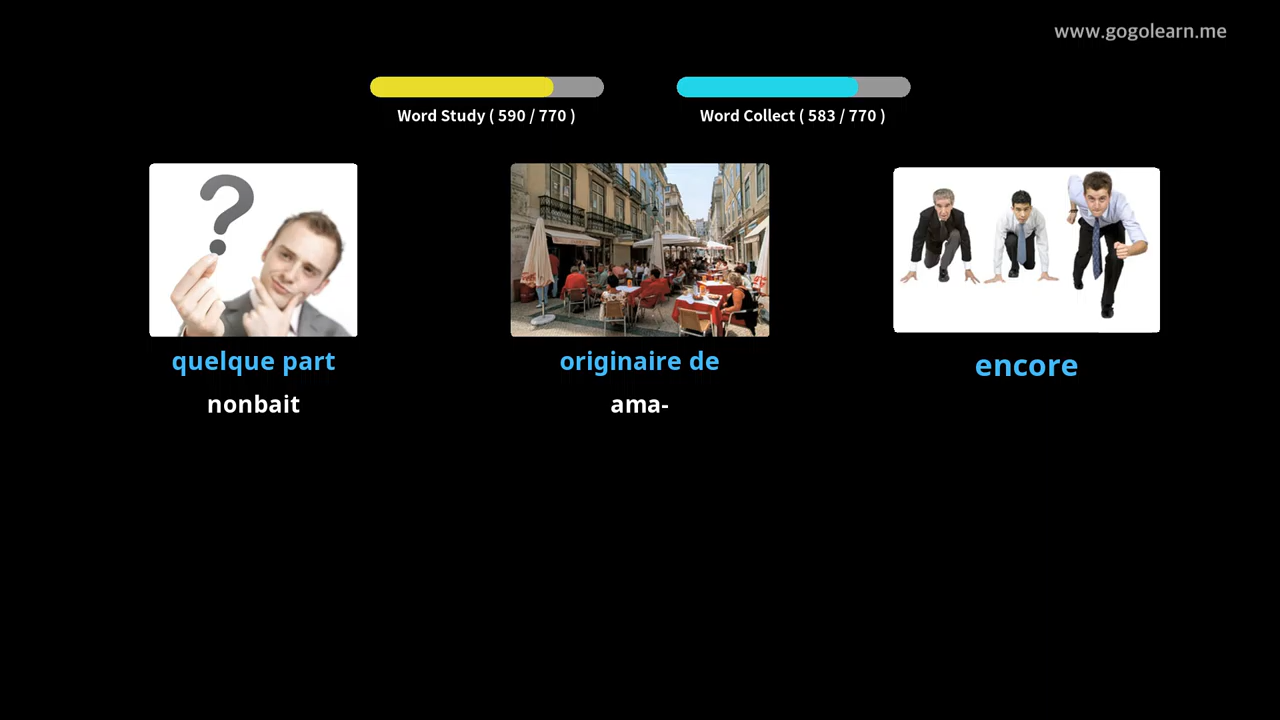 www.gogolearn.me
Word Study ( 590 / 770 )
Word Collect ( 583 / 770 )
quelque part
nonbait
originaire de
ama-
encore